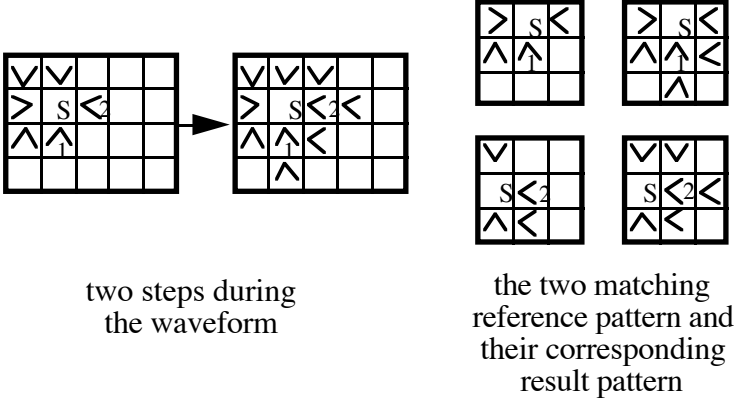 > S < > S <
∧ ∧ 1 ∧ ∧ 1 <
∧
∨ ∨ ∨ ∨ ∨
> S < 2 > S < 2 <
∧ ∧ 1 ∧ ∧ 1 <
∧
∨ ∨ ∨
S < 2 S < 2 <
∧ < ∧ <
two steps during
the waveform
the two matching
reference pattern and
their corresponding
result pattern